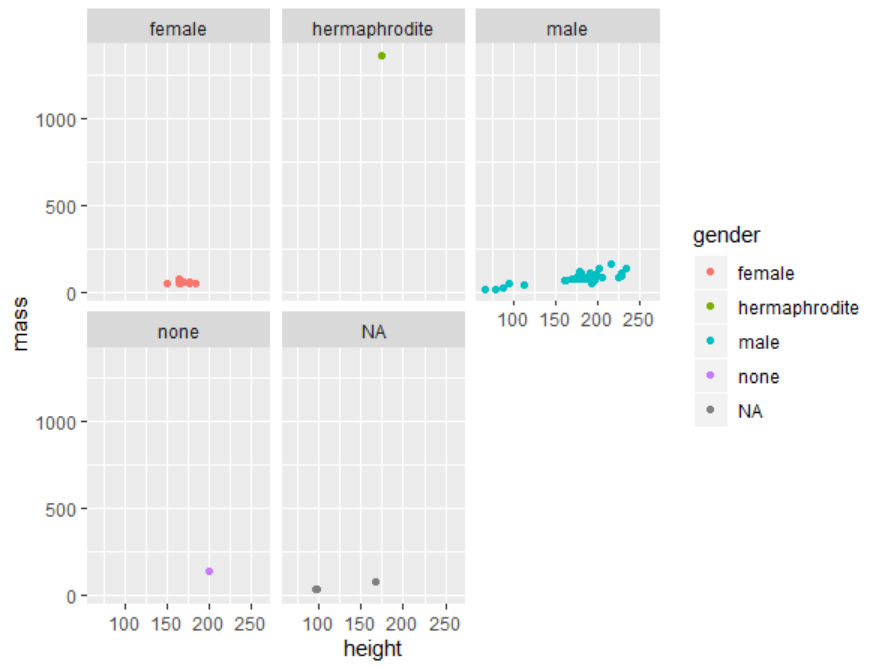 female hermaphrodite male
1000
500
0
100 150 200 250
none NA
1000
500
0
100 150 200 250 100 150 200 250
mass
height
gender
female
hermaphrodite
male
none
NA